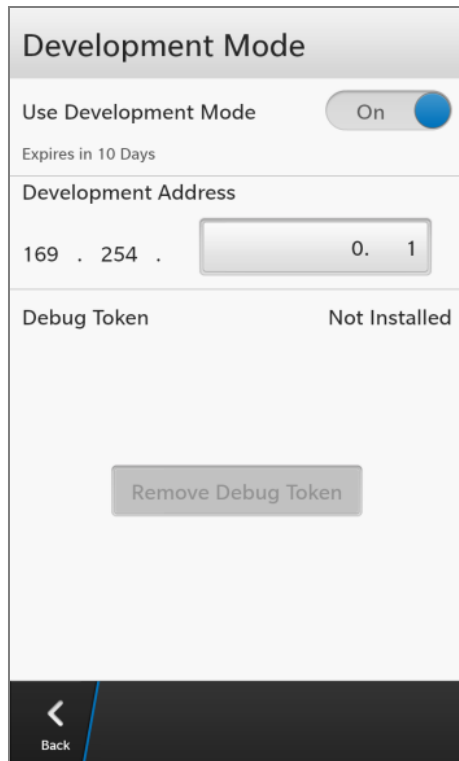 Development Mode
Use Development Mode On
Expires in 10 Days
Development Address
169 . 254 . 0. 1
Debug Token Not Installed
Remove Debug Token
Back